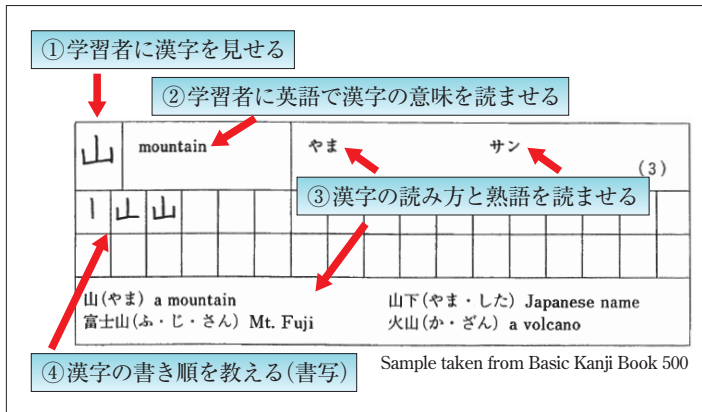 ①学習者に漢字を見せる
②学習者に英語で漢字の意味を読ませる
山 mountain やま サン
(3)
③漢字の読み方と熟語を読ませる
丨 山 山
山(やま) a mountain 山下(やま・した) Japanese name
富士山(ふ・じ・さん) Mt. Fuji 火山(か・ざん) a volcano
④漢字の書き順を教える(書写)
Sample taken from Basic Kanji Book 500